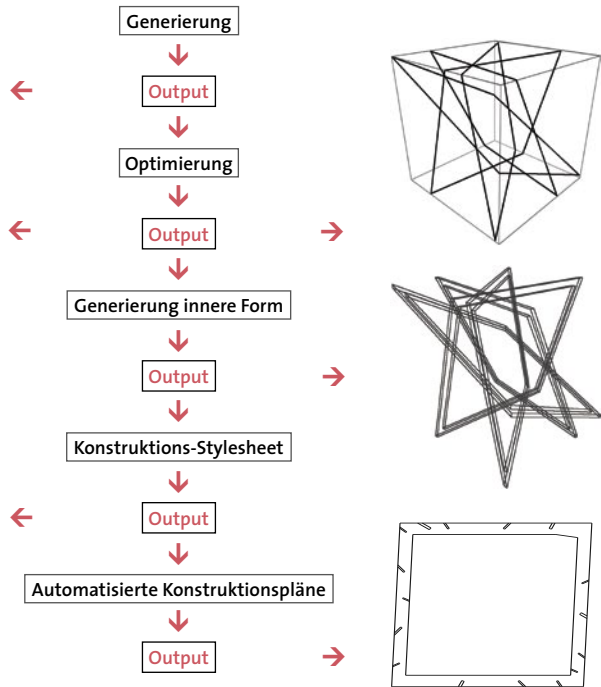 Generierung
Output
Optimierung
Output
Generierung innere Form
Output
Konstruktions-Stylesheet
Output
Automatisierte Konstruktionspläne
Output